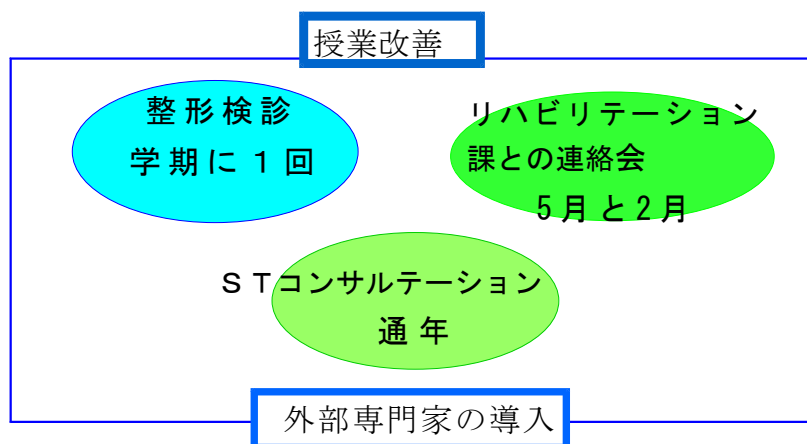 授業改善
整形検診
学期に１回
リハビリテーション
課との連絡会
5月と2月
ＳＴコンサルテーション
通年
外部専門家の導入